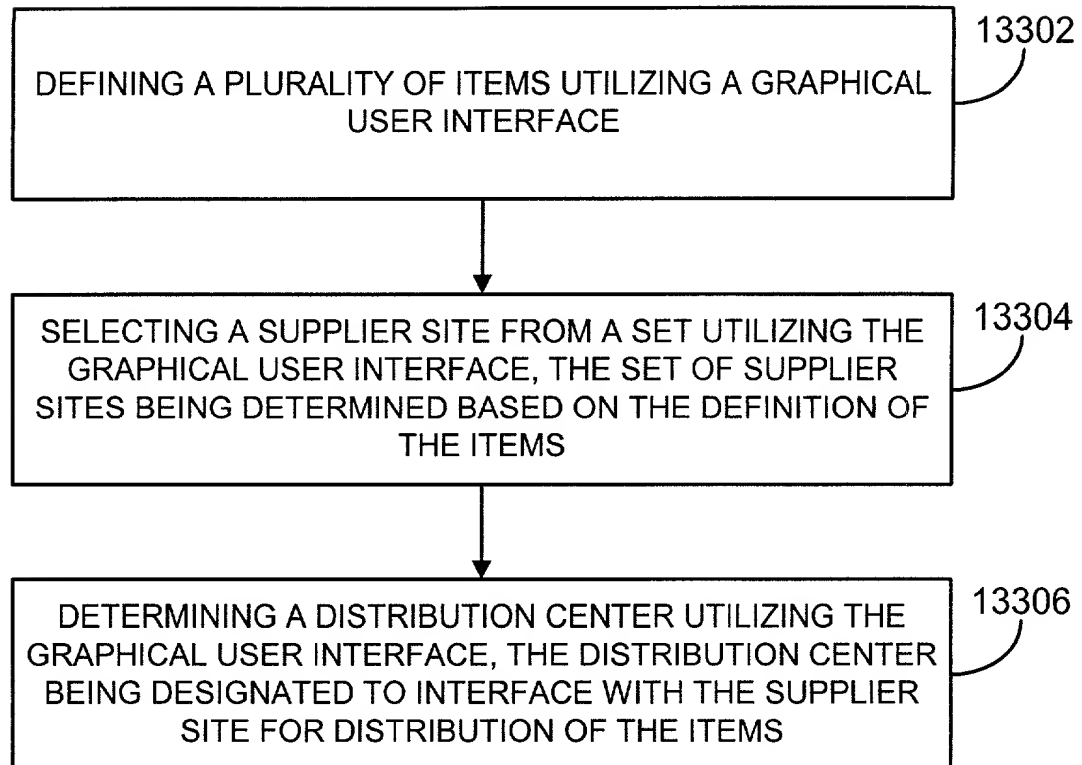 13302
DEFINING A PLURALITY OF ITEMS UTILIZING A GRAPHICAL
USER INTERFACE
13304
SELECTING A SUPPLIER SITE FROM A SET UTILIZING THE
GRAPHICAL USER INTERFACE, THE SET OF SUPPLIER
SITES BEING DETERMINED BASED ON THE DEFINITION OF
THE ITEMS
13306
DETERMINING A DISTRIBUTION CENTER UTILIZING THE
GRAPHICAL USER INTERFACE, THE DISTRIBUTION CENTER
BEING DESIGNATED TO INTERFACE WITH THE SUPPLIER
SITE FOR DISTRIBUTION OF THE ITEMS